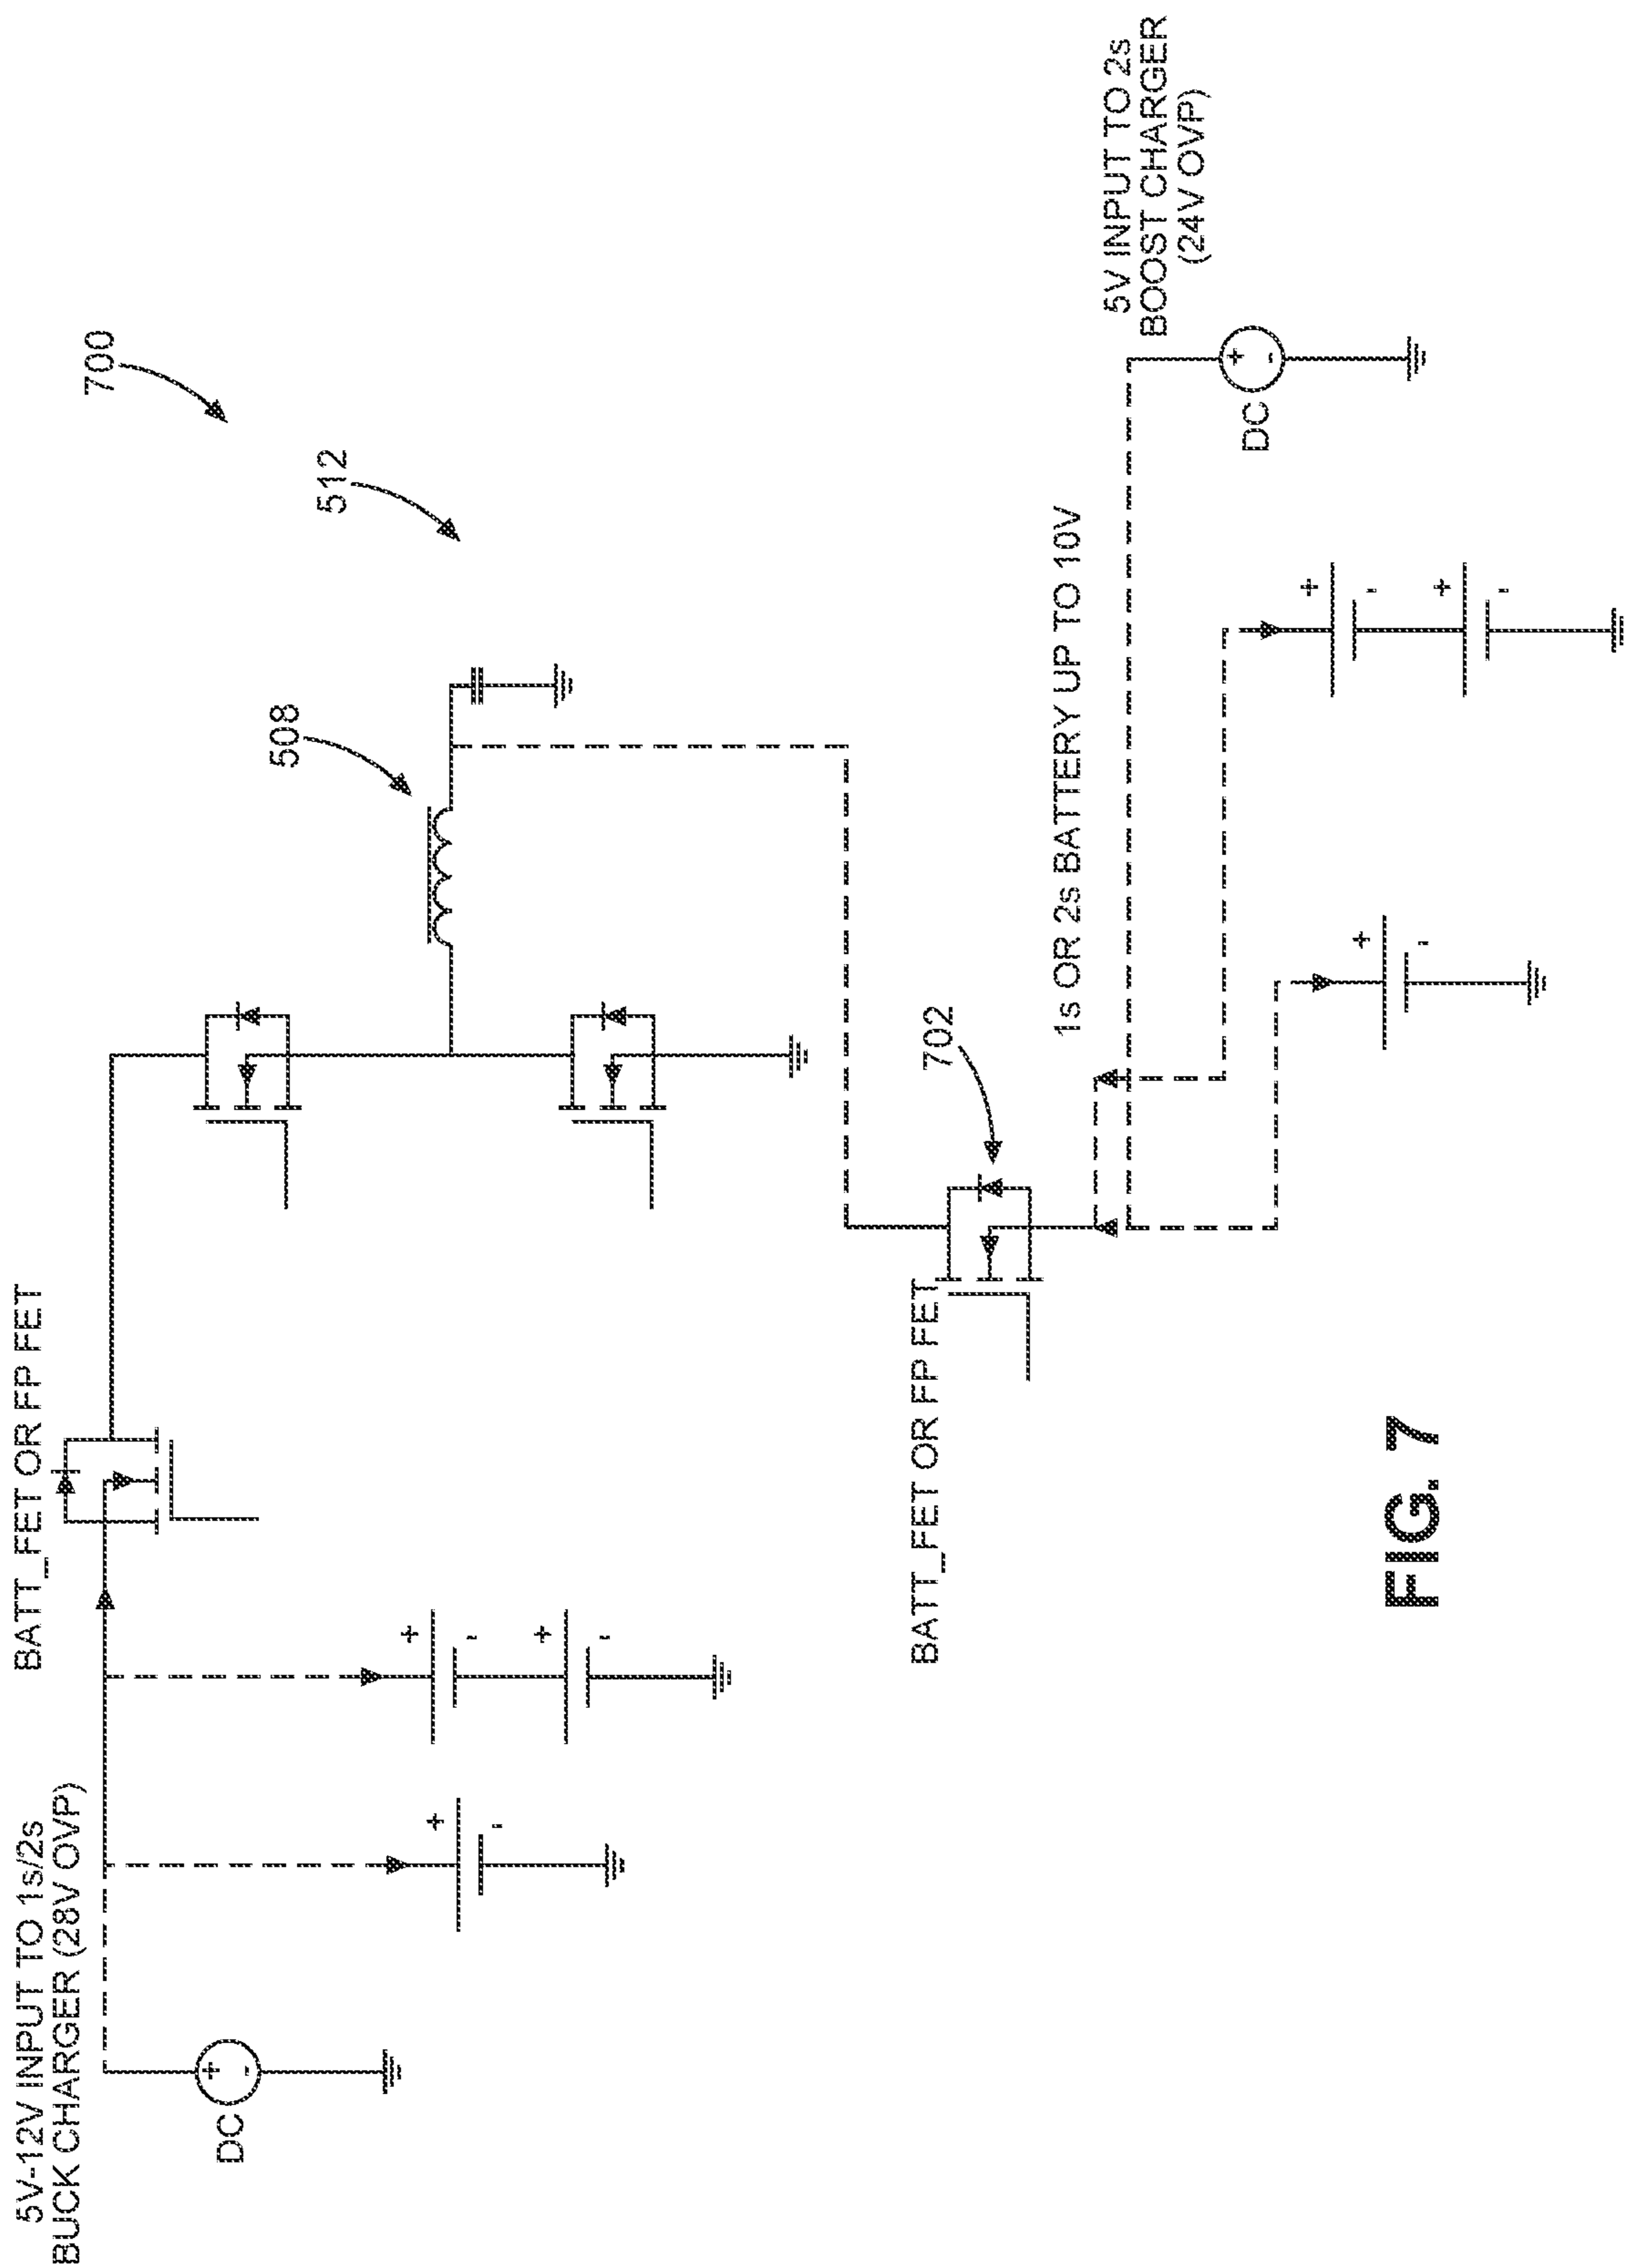 5V-12V INPUT TO 1s/2s
BUCK CHARGER (28V OVP)
BATT_FET OR FP FET
700
512
508
DC
+
-
+
-
+
-
+
-
BATT_FET OR FP FET
702
1s OR 2s BATTERY UP TO 10V
5V INPUT TO 2s
BOOST CHARGER
(24V OVP)
DC
+
-
+
-
+
-
+
-
FIG. 7